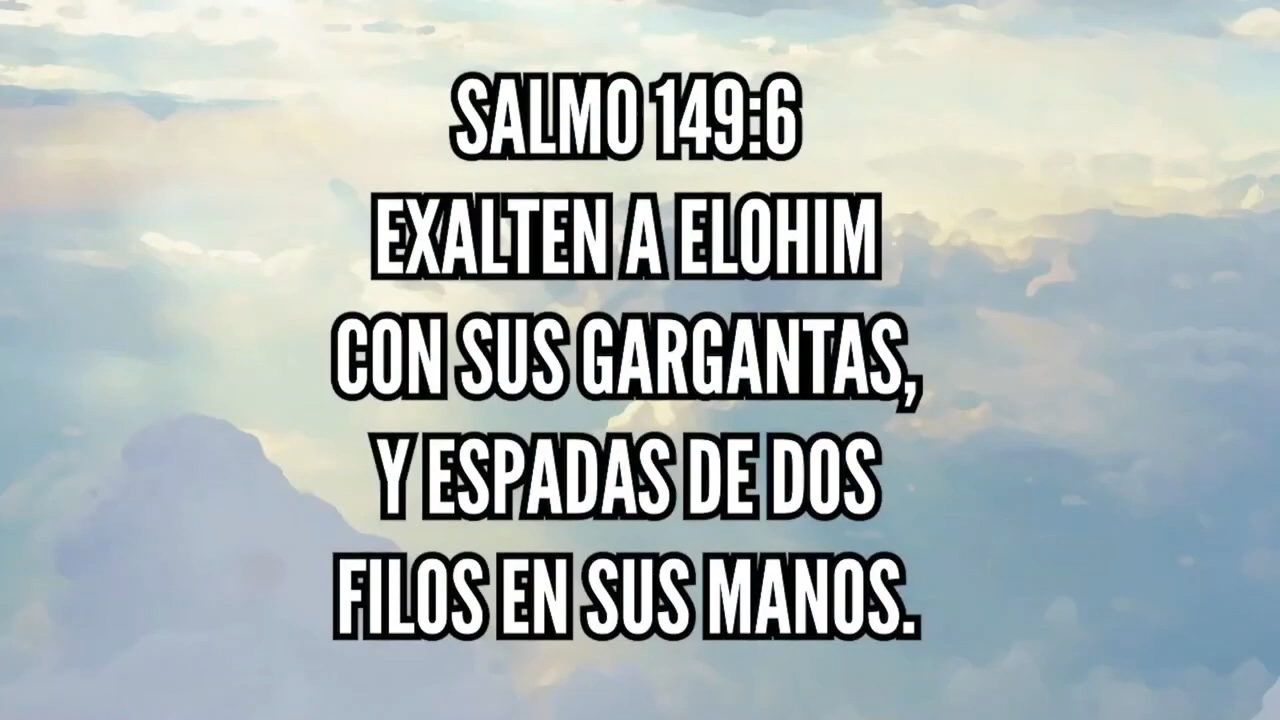 SALMO 149:6
EXALTEN A ELOHIM
CON SUS GARGANTAS,
Y ESPADAS DE DOS
FILOS EN SUS MANOS.